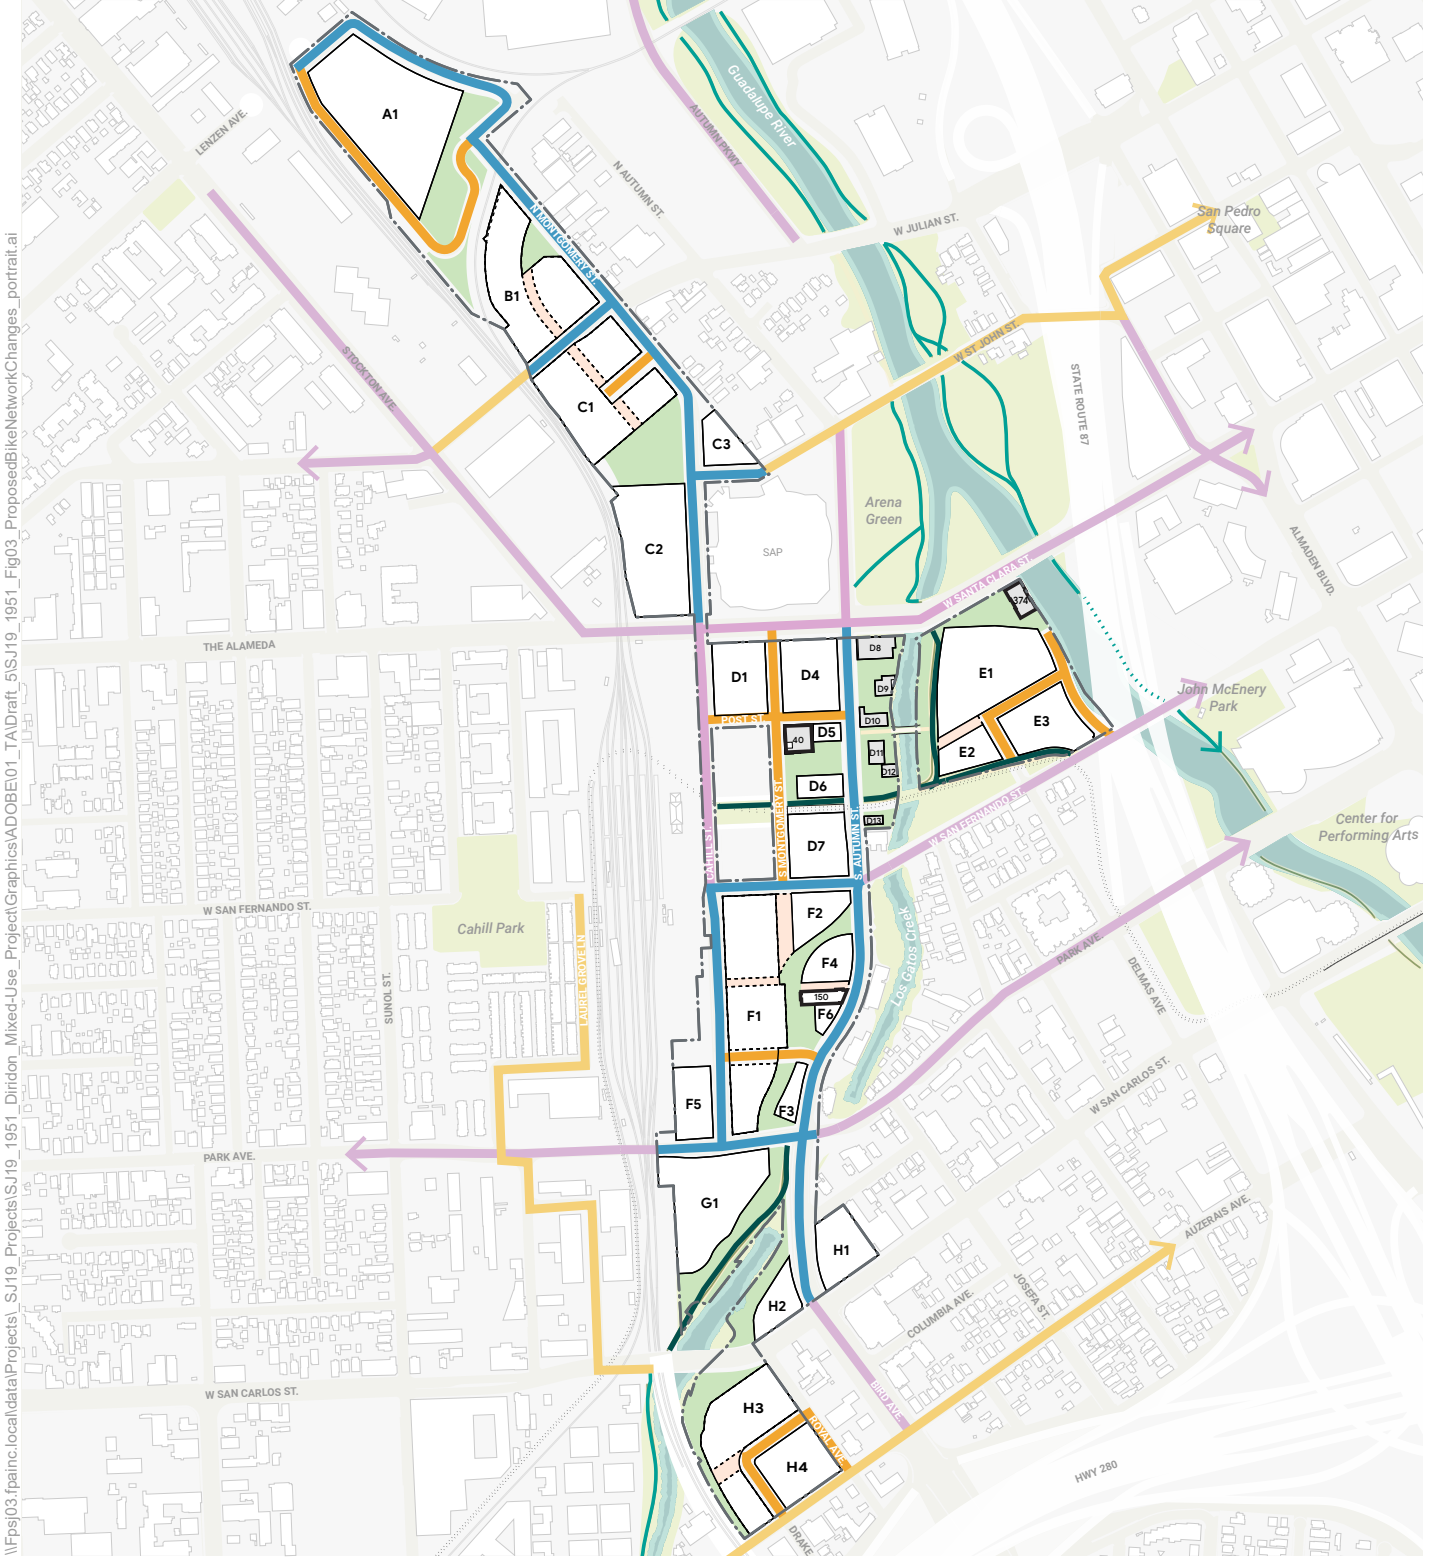 \\Fpsj03.fpainc.local\data\Projects\_SJ19_Projects\SJ19_1951_Diridon_Mixed-Use_Project\Graphics\ADOBE\01_TA\Draft_5\SJ19_1951_Fig03_ProposedBikeNetworkChanges_portrait.ai
Guadalupe River
A1
LENZEN AVE.
AUTUMN PKWY
N AUTUMN ST.
San Pedro
Square
N MONTGOMERY ST.
W JULIAN ST.
B1
W ST JOHN ST.
STOCKTON AVE.
STATE ROUTE 87
C1
C3
Arena
Green
C2
SAP
ALMADEN BLVD.
W SANTA CLARA ST.
374
THE ALAMEDA
D8
D1
D4
E1
D9
John McEnery
Park
POST ST.
D10
E3
D5
40
D11
E2
D12
D6
S MONTGOMERY ST.
S. AUTUMN ST.
D13
W SAN FERNANDO ST.
Center for
Performing Arts
CAHILL ST.
D7
W SAN FERNANDO ST.
F2
Cahill Park
Los Gatos Creek
PARK AVE.
F4
LAUREL GROVE LN
SUNOL ST.
DELMAS AVE
150
F6
F1
W SAN CARLOS ST.
F5
F3
PARK AVE.
G1
AUZERAIS AVE.
H1
JOSEFA ST.
H2
COLUMBIA AVE.
W SAN CARLOS ST.
BIRD AVE.
H3
ROYAL AVE.
H4
HWY 280
DRAKE